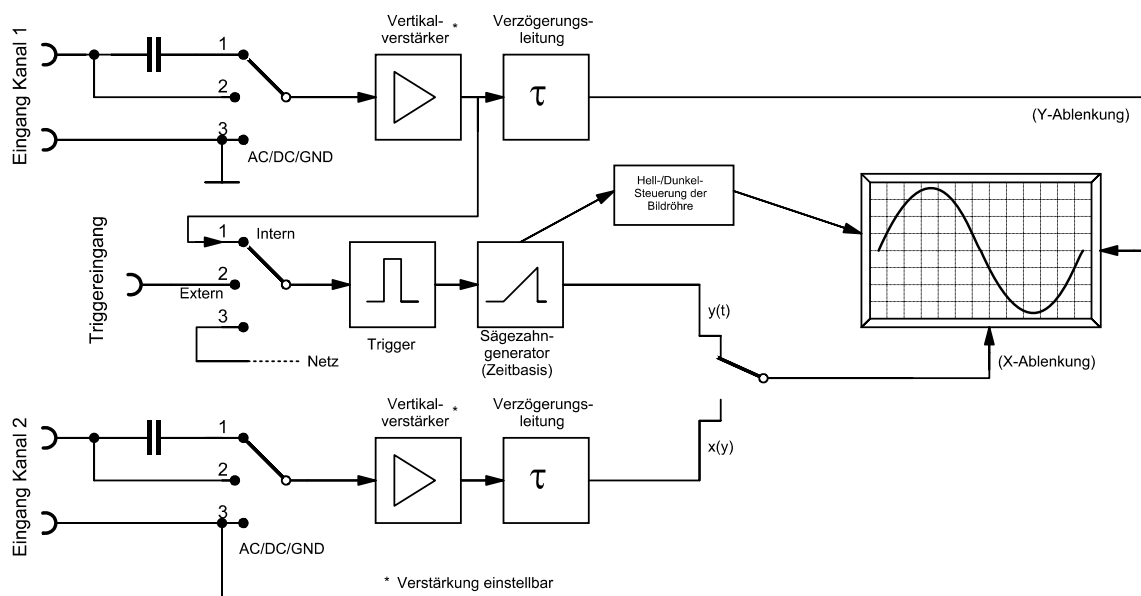 Eingang Kanal 1
1
2
3
AC/DC/GND
Vertikal-
verstärker *
Verzögerungs-
leitung
τ
(Y-Ablenkung)
Hell-/Dunkel-
Steuerung der
Bildröhre
Triggereingang
1
Intern
2
Extern
3
Netz
Trigger
Sägezahn-
generator
(Zeitbasis)
y(t)
(X-Ablenkung)
x(y)
Eingang Kanal 2
1
2
3
AC/DC/GND
Vertikal-
verstärker *
Verzögerungs-
leitung
τ
* Verstärkung einstellbar